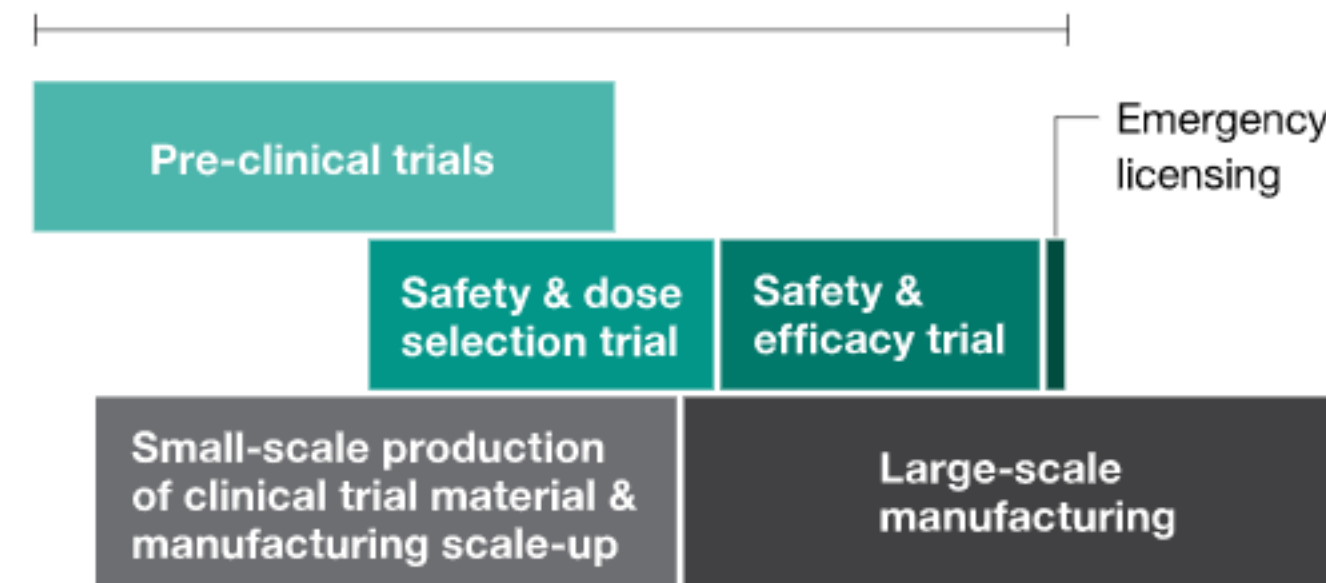 Pre-clinical trials
Emergency
licensing
Safety & dose
selection trial
Safety &
efficacy trial
Small-scale production
of clinical trial material &
manufacturing scale-up
Large-scale
manufacturing